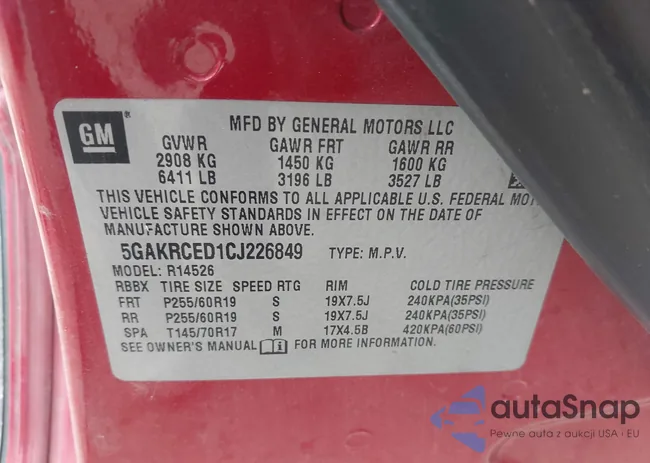 GM
MFD BY GENERAL MOTORS LLC
GVWR GAWR FRT GAWR RR
2908 KG 1450 KG 1600 KG
6411 LB 3196 LB 3527 LB
THIS VEHICLE CONFORMS TO ALL APPLICABLE U.S. FEDERAL
VEHICLE SAFETY STANDARDS IN EFFECT ON THE DATE OF
MANUFACTURE SHOWN ABOVE.
5GAKRCED1CJ226849 TYPE: M.P.V.
MODEL: R14526
RBBX TIRE SIZE SPEED RTG RIM COLD TIRE PRESSURE
FRT P255/60R19 S 19X7.5J 240KPA(35PSI)
RR P255/60R19 S 19X7.5J 240KPA(35PSI)
SPA T145/70R17 M 17X4.5B 420KPA(60PSI)
SEE OWNER'S MANUAL FOR MORE INFORMATION.
autaSnap
Pewne auta z aukcji USA - EU